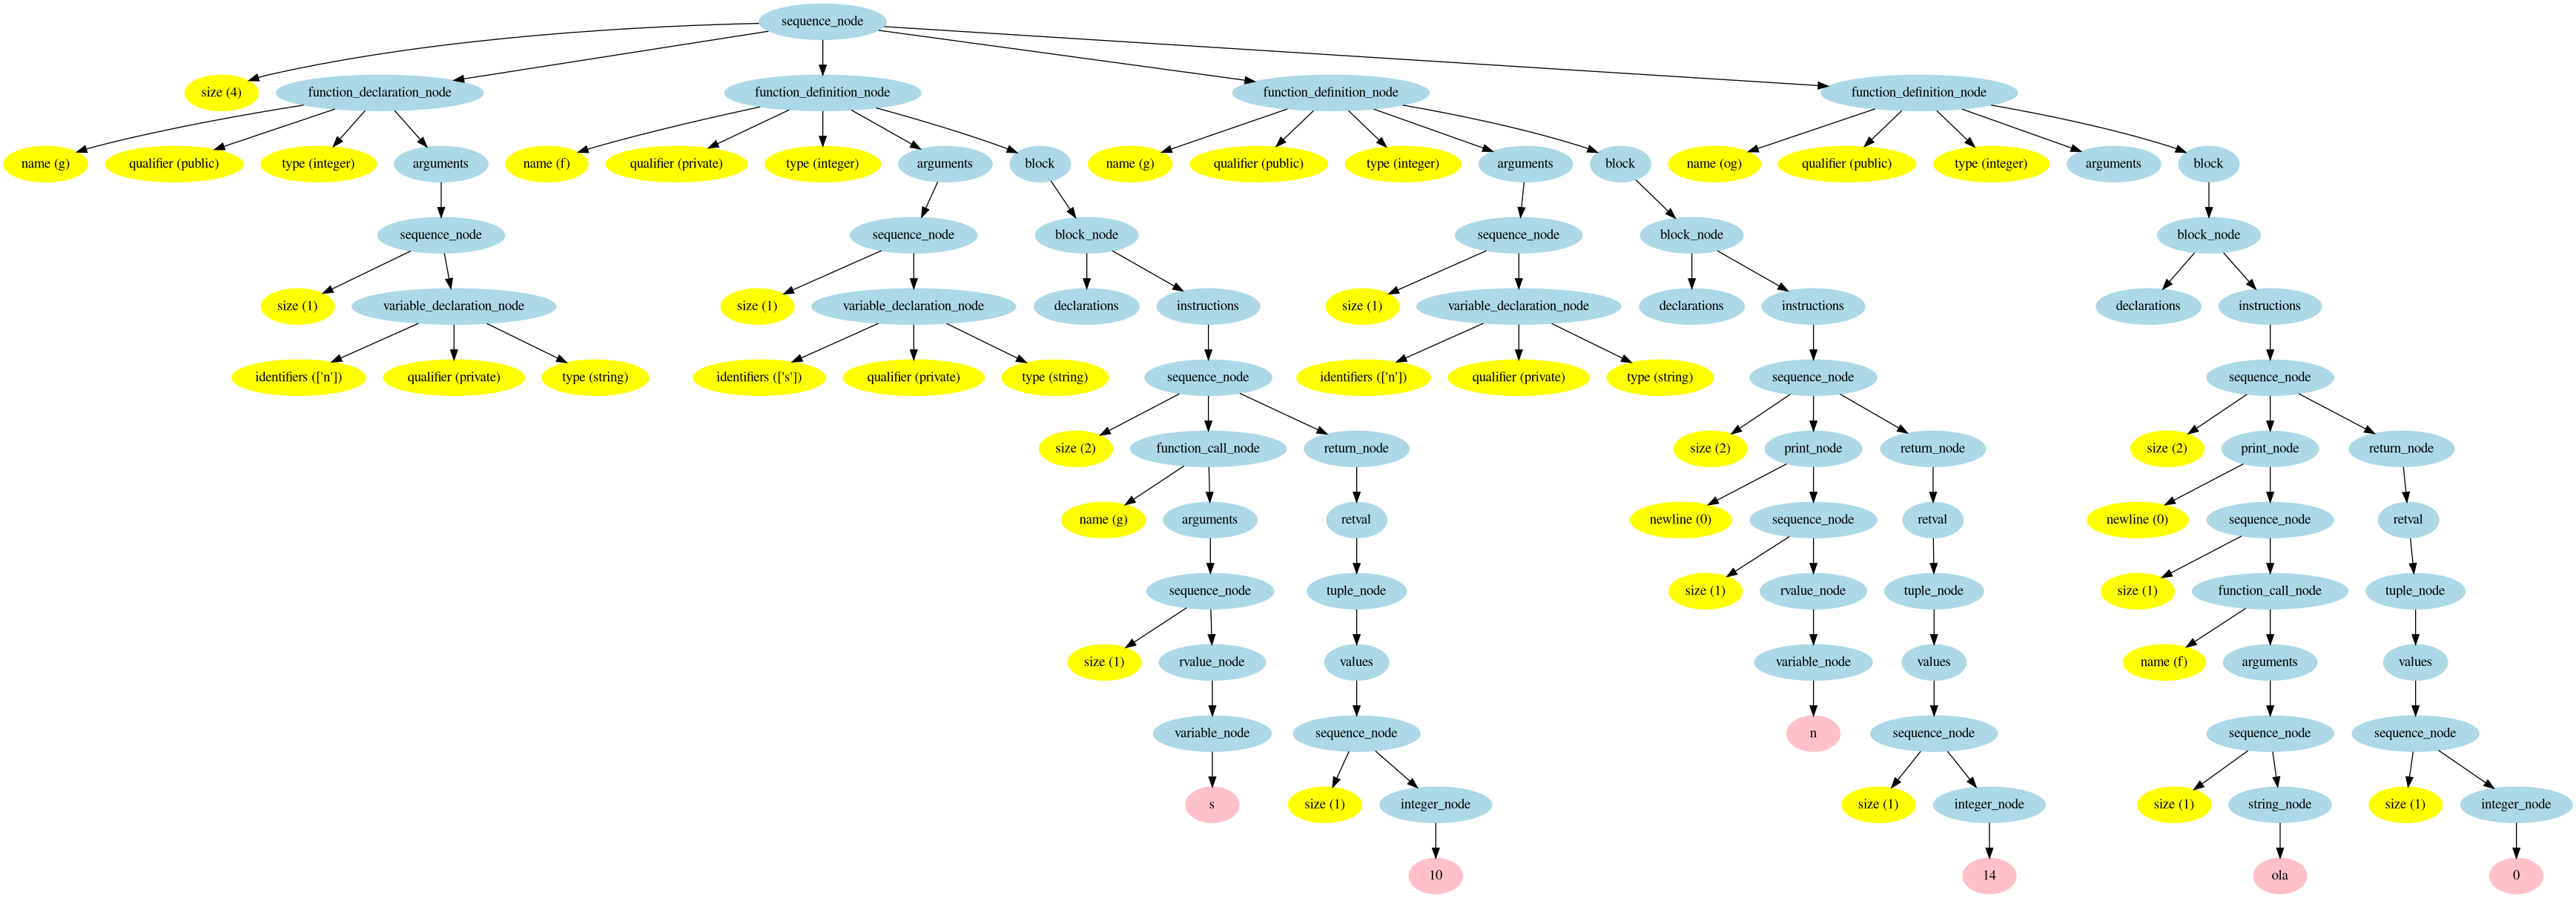 sequence_node
size (4)
function_declaration_node
function_definition_node
function_definition_node
function_definition_node
name (g)
qualifier (public)
type (integer)
arguments
name (f)
qualifier (private)
type (integer)
arguments
block
name (g)
qualifier (public)
type (integer)
arguments
block
name (og)
qualifier (public)
type (integer)
arguments
block
sequence_node
sequence_node
block_node
sequence_node
block_node
block_node
size (1)
variable_declaration_node
size (1)
variable_declaration_node
declarations
instructions
size (1)
variable_declaration_node
declarations
instructions
declarations
instructions
identifiers (['n'])
qualifier (private)
type (string)
identifiers (['s'])
qualifier (private)
type (string)
sequence_node
identifiers (['n'])
qualifier (private)
type (string)
sequence_node
sequence_node
size (2)
function_call_node
return_node
size (2)
print_node
return_node
size (2)
print_node
return_node
name (g)
arguments
retval
newline (0)
sequence_node
retval
newline (0)
sequence_node
retval
sequence_node
tuple_node
size (1)
rvalue_node
tuple_node
size (1)
function_call_node
tuple_node
size (1)
rvalue_node
values
variable_node
values
name (f)
arguments
values
variable_node
sequence_node
n
sequence_node
sequence_node
sequence_node
s
size (1)
integer_node
size (1)
integer_node
size (1)
string_node
size (1)
integer_node
10
14
ola
0